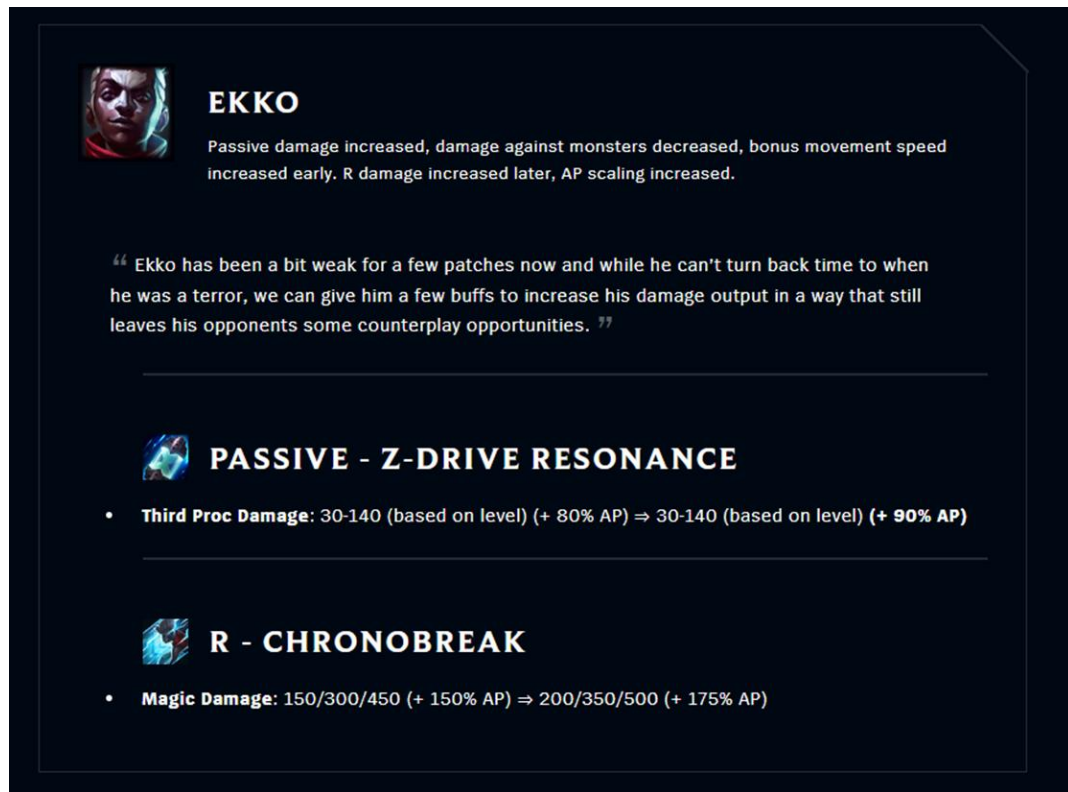 EKKO
Passive damage increased, damage against monsters decreased, bonus movement speed
increased early. R damage increased later, AP scaling increased.
“ Ekko has been a bit weak for a few patches now and while he can't turn back time to when
he was a terror, we can give him a few buffs to increase his damage output in a way that still
leaves his opponents some counterplay opportunities. ”
PASSIVE - Z-DRIVE RESONANCE
• Third Proc Damage: 30-140 (based on level) (+ 80% AP) ⇒ 30-140 (based on level) (+ 90% AP)
R - CHRONOBREAK
• Magic Damage: 150/300/450 (+ 150% AP) ⇒ 200/350/500 (+ 175% AP)